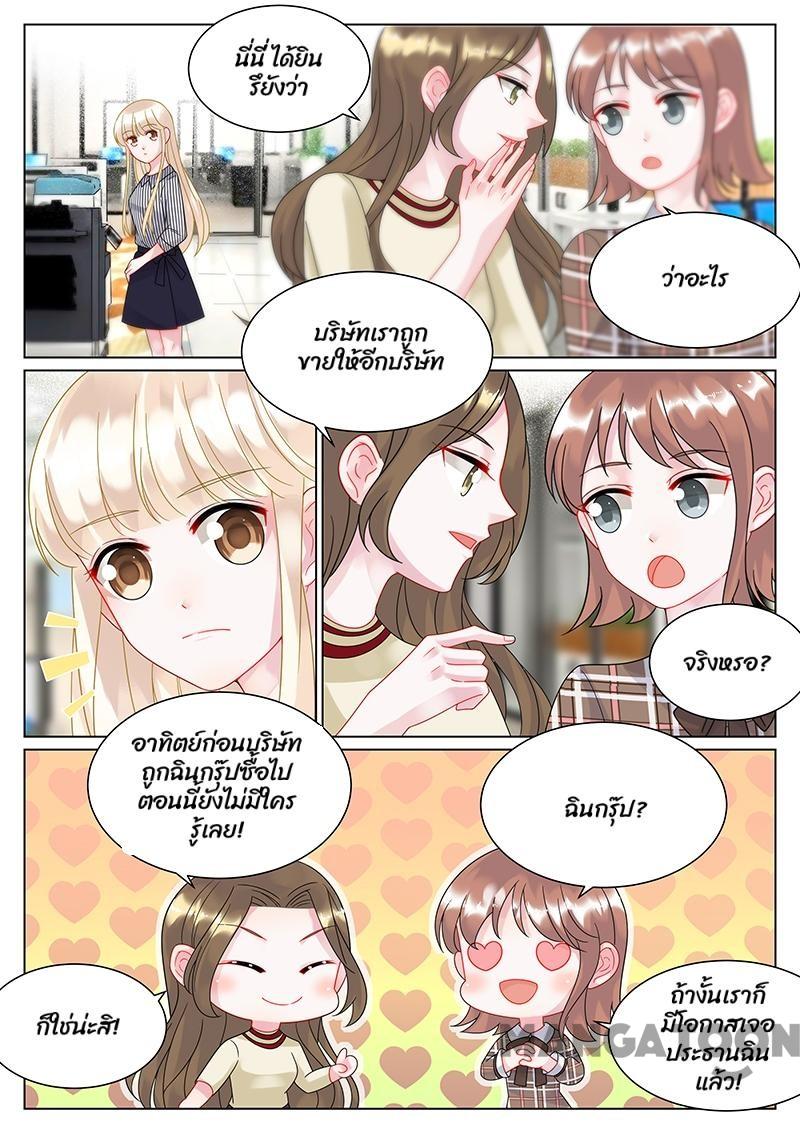 นี่นี่ ได้ยิน
รึยังว่า
ว่าอะไร
บริษัทเราถูก
ขายให้อีกบริษัท
จริงหรอ?
อาทิตย์ก่อนบริษัท
ถูกฉินกรุ๊ปซื้อไป
ตอนนี้ยังไม่มีใคร
รู้เลย!
ฉินกรุ๊ป?
ก็ใช่น่ะสิ!
ถ้างั้นเราก็
มีโอกาสเจอ
ประธานฉิน
แล้ว!
MANGATOON